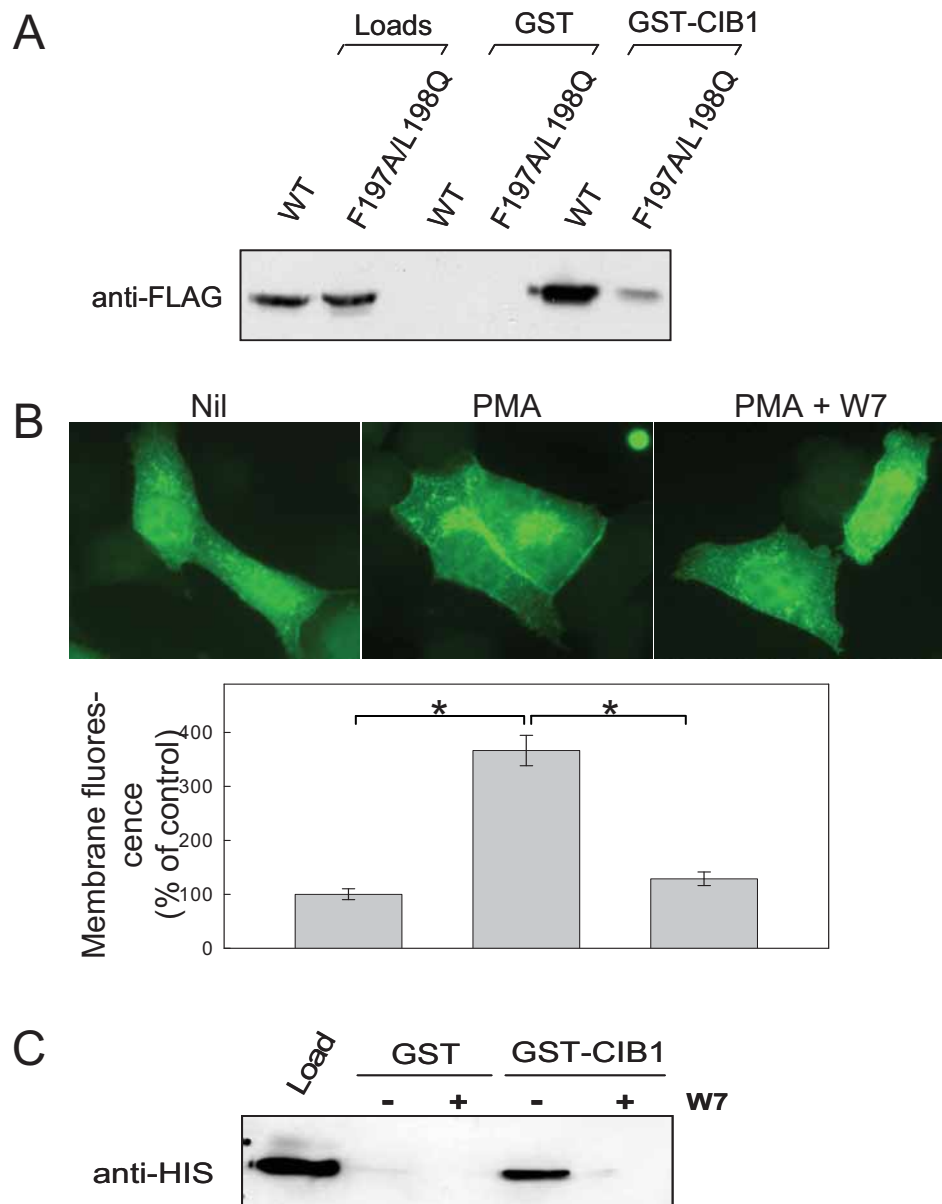 A
Loads GST GST-CIB1
WT F197A/L198Q WT F197A/L198Q WT F197A/L198Q
anti-FLAG
B
Nil PMA PMA + W7
Membrane fluores-
cence
(% of control)
400
300
200
100
0
* *
C
Load GST GST-CIB1
- + - + W7
anti-HIS